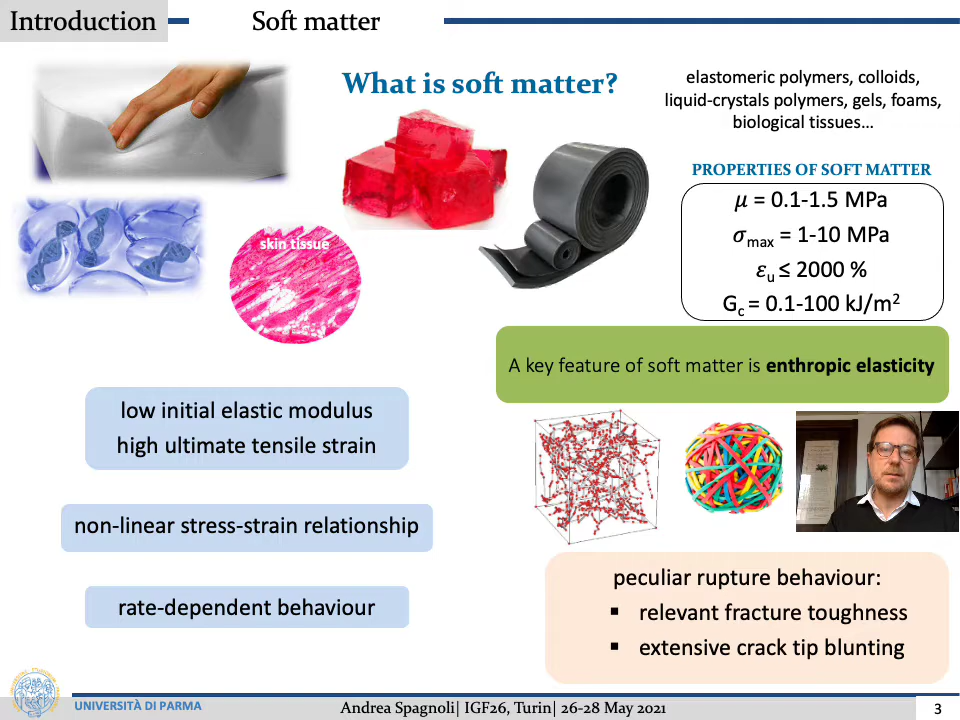 Introduction
Soft matter
What is soft matter?
elastomeric polymers, colloids,
liquid-crystals polymers, gels, foams,
biological tissues...
PROPERTIES OF SOFT MATTER
μ = 0.1-1.5 MPa
σmax = 1-10 MPa
εu ≤ 2000 %
Gc = 0.1-100 kJ/m²
skin tissue
A key feature of soft matter is enthropic elasticity
low initial elastic modulus
high ultimate tensile strain
non-linear stress-strain relationship
rate-dependent behaviour
peculiar rupture behaviour:
▪ relevant fracture toughness
▪ extensive crack tip blunting
UNIVERSITÀ DI PARMA
Andrea Spagnoli| IGF26, Turin| 26-28 May 2021
3